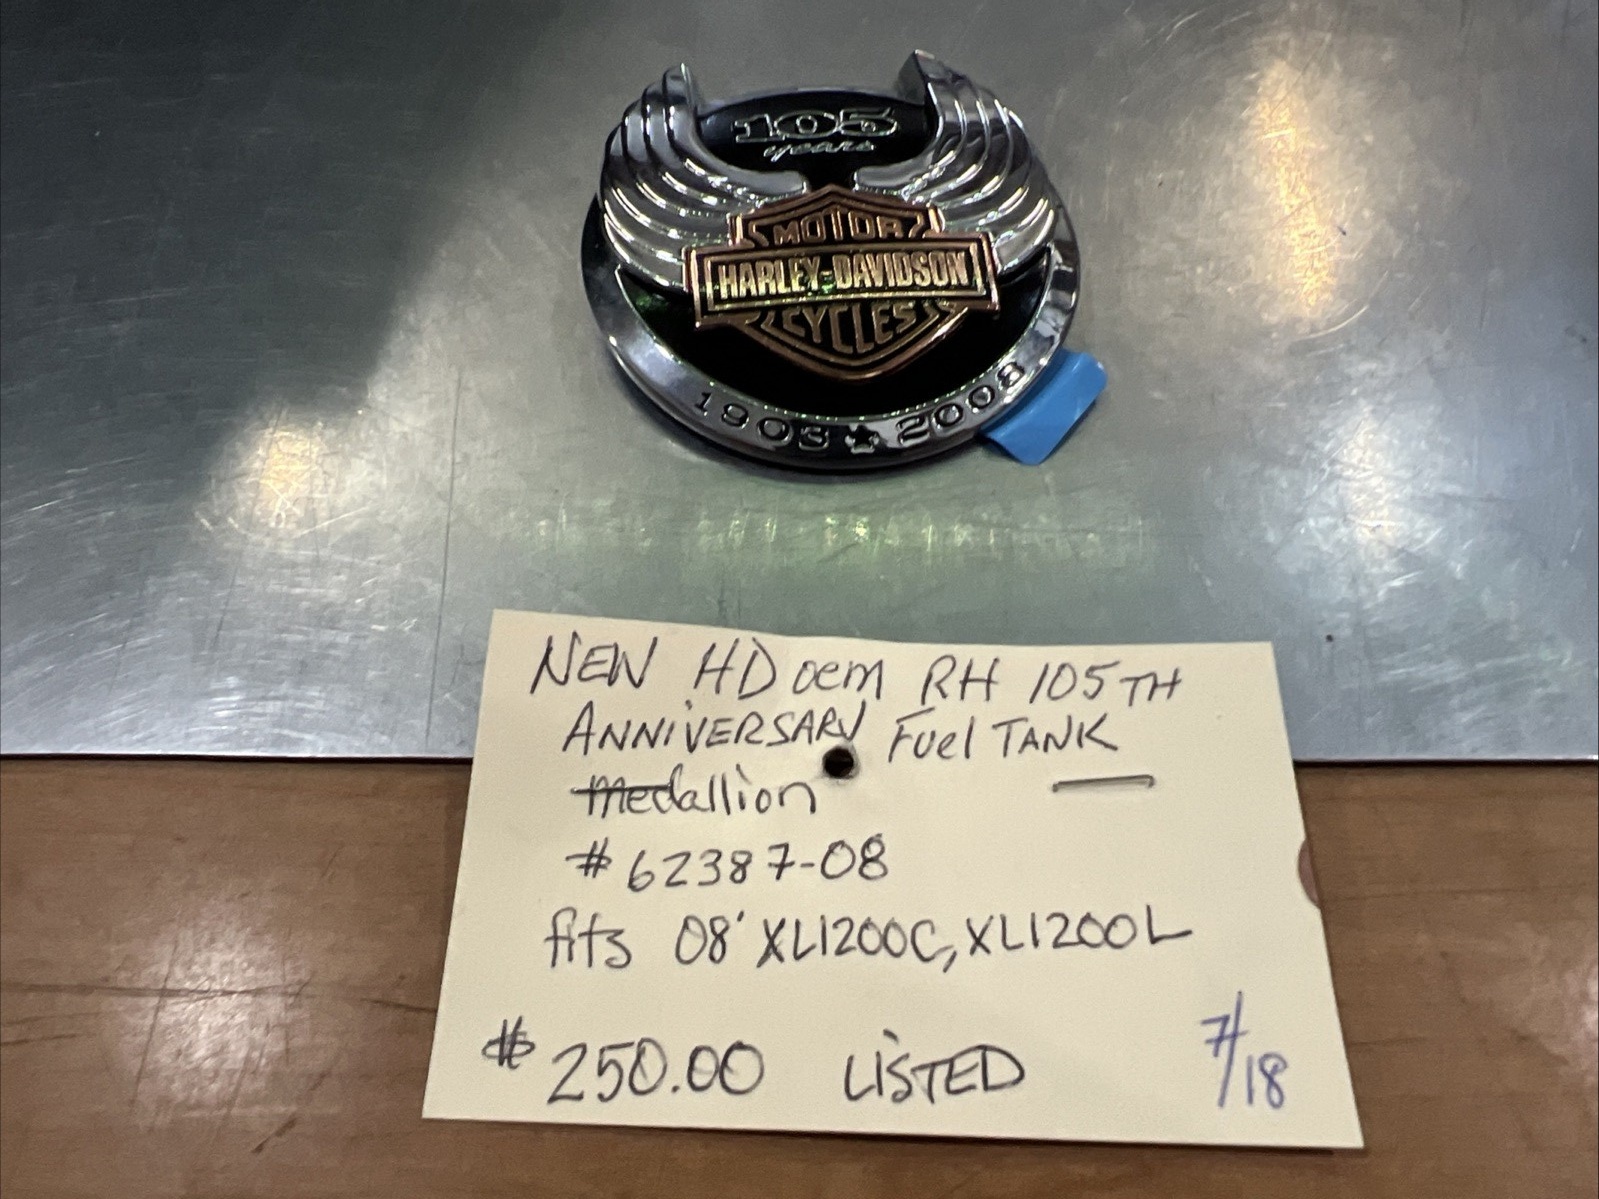 105
years
MOTOR
HARLEY-DAVIDSON
CYCLES
1903 ★ 2008
NEW HD oem RH 105TH
ANNIVERSARY Fuel TANK
medallion
# 62387-08
fits 08' XL1200C, XL1200L
$250.00 LISTED 7/18